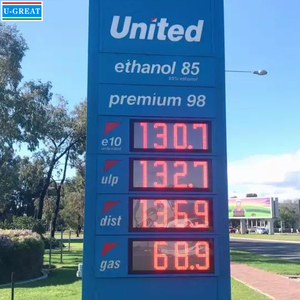 U-GREAT
United
ethanol 85
85% ethanol
premium 98
e10 130.7
unleaded
ulp 132.7
dist 136.9
gas 68.9